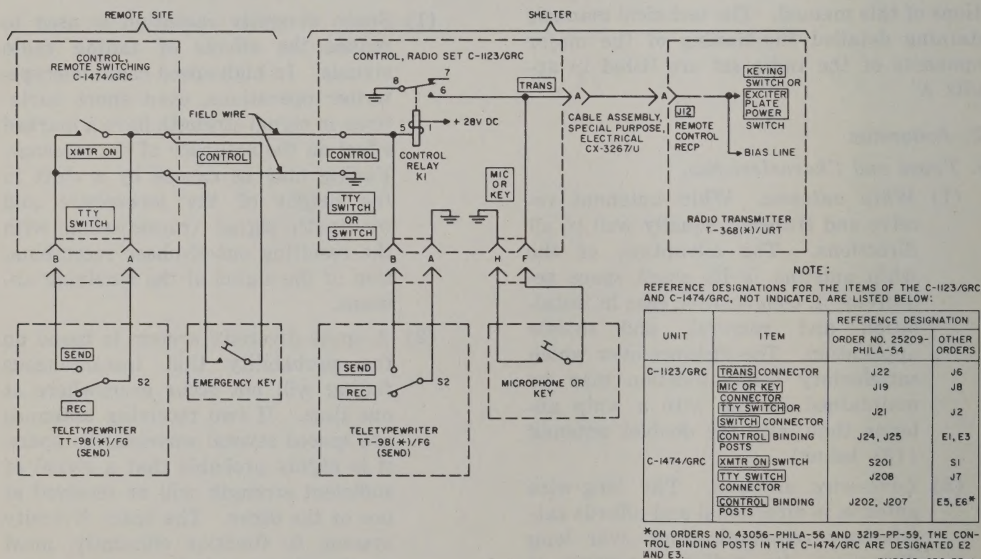 REMOTE SITE
SHELTER
CONTROL,
REMOTE SWITCHING
C-1474/GRC
CONTROL, RADIO SET C-1123/GRC
FIELD WIRE
XMTR ON
CONTROL
TTY
SWITCH
B
A
SEND
REC
S2
TELETYPEWRITER
TT-98(*)/FG
(SEND)
EMERGENCY KEY
8
7
6
5
1
+ 28V DC
CONTROL
CONTROL
RELAY
K1
TTY
SWITCH
OR
SWITCH
B
A
SEND
REC
S2
TELETYPEWRITER
TT-98(*)/FG
(SEND)
MIC
OR
KEY
H
F
MICROPHONE OR
KEY
TRANS
A
CABLE ASSEMBLY,
SPECIAL PURPOSE,
ELECTRICAL
CX-3267/U
A
J12
REMOTE
CONTROL
RECP
KEYING
SWITCH OR
EXCITER
PLATE
POWER
SWITCH
BIAS LINE
RADIO TRANSMITTER
T-368(*)/URT
NOTE:
REFERENCE DESIGNATIONS FOR THE ITEMS OF THE C-1123/GRC
AND C-1474/GRC, NOT INDICATED, ARE LISTED BELOW:
UNIT ITEM REFERENCE DESIGNATION
ORDER NO. 25209-PHILA-54 OTHER ORDERS
C-1123/GRC TRANS CONNECTOR J22 J6
MIC OR KEY CONNECTOR J19 J8
TTY SWITCH OR SWITCH CONNECTOR J21 J2
CONTROL BINDING POSTS J24, J25 E1, E3
C-1474/GRC XMTR ON SWITCH S201 S1
TTY SWITCH CONNECTOR J208 J7
CONTROL BINDING POSTS J202, J207 E5, E6*
*ON ORDERS NO. 43056-PHILA-56 AND 3219-PP-59, THE CON-
TROL BINDING POSTS IN THE C-1474/GRC ARE DESIGNATED E2
AND E3.